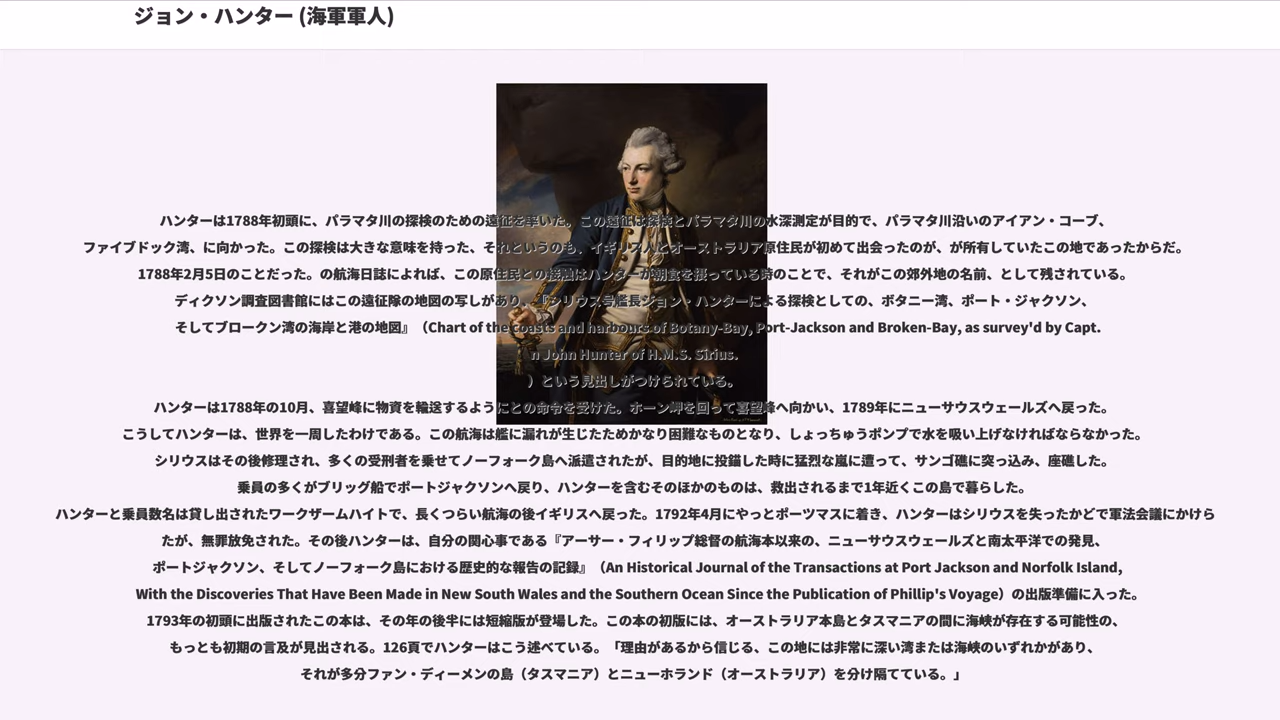 ジョン・ハンター (海軍軍人)
ハンターは1788年初頭に、パラマタ川の探検のための遠征を率いた。この遠征は探検とパラマタ川の水深測定が目的で、パラマタ川沿いのアイアン・コーブ、
ファイブドック湾、に向かった。この探検は大きな意味を持った、それというのも、イギリス人とオーストラリア原住民が初めて出会ったのが、が所有していたこの地であったからだ。
1788年2月5日のことだった。の航海日誌によれば、この原住民との接触はハンターが朝食を摂っている時のことで、それがこの郊外地の名前、として残されている。
ディクソン調査図書館にはこの遠征隊の地図の写しがあり、『シリウス号艦長ジョン・ハンターによる探検としての、ボタニー湾、ポート・ジャクソン、
そしてブロークン湾の海岸と港の地図』（Chart of the coasts and harbours of Botany-Bay, Port-Jackson and Broken-Bay, as survey'd by Capt.
n John Hunter of H.M.S. Sirius.
）という見出しがつけられている。
ハンターは1788年の10月、喜望峰に物資を輸送するようにとの命令を受けた。ホーン岬を回って喜望峰へ向かい、1789年にニューサウスウェールズへ戻った。
こうしてハンターは、世界を一周したわけである。この航海は艦に漏れが生じたためかなり困難なものとなり、しょっちゅうポンプで水を吸い上げなければならなかった。
シリウスはその後修理され、多くの受刑者を乗せてノーフォーク島へ派遣されたが、目的地に投錨した時に猛烈な嵐に遭って、サンゴ礁に突っ込み、座礁した。
乗員の多くがブリッグ船でポートジャクソンへ戻り、ハンターを含むそのほかのものは、救出されるまで1年近くこの島で暮らした。
ハンターと乗員数名は貸し出されたワークザームハイトで、長くつらい航海の後イギリスへ戻った。1792年4月にやっとポーツマスに着き、ハンターはシリウスを失ったかどで軍法会議にかけら
たが、無罪放免された。その後ハンターは、自分の関心事である『アーサー・フィリップ総督の航海本以来の、ニューサウスウェールズと南太平洋での発見、
ポートジャクソン、そしてノーフォーク島における歴史的な報告の記録』（An Historical Journal of the Transactions at Port Jackson and Norfolk Island,
With the Discoveries That Have Been Made in New South Wales and the Southern Ocean Since the Publication of Phillip's Voyage）の出版準備に入った。
1793年の初頭に出版されたこの本は、その年の後半には短縮版が登場した。この本の初版には、オーストラリア本島とタスマニアの間に海峡が存在する可能性の、
もっとも初期の言及が見出される。126頁でハンターはこう述べている。「理由があるから信じる、この地には非常に深い湾または海峡のいずれかがあり、
それが多分ファン・ディーメンの島（タスマニア）とニューホランド（オーストラリア）を分け隔てている。」